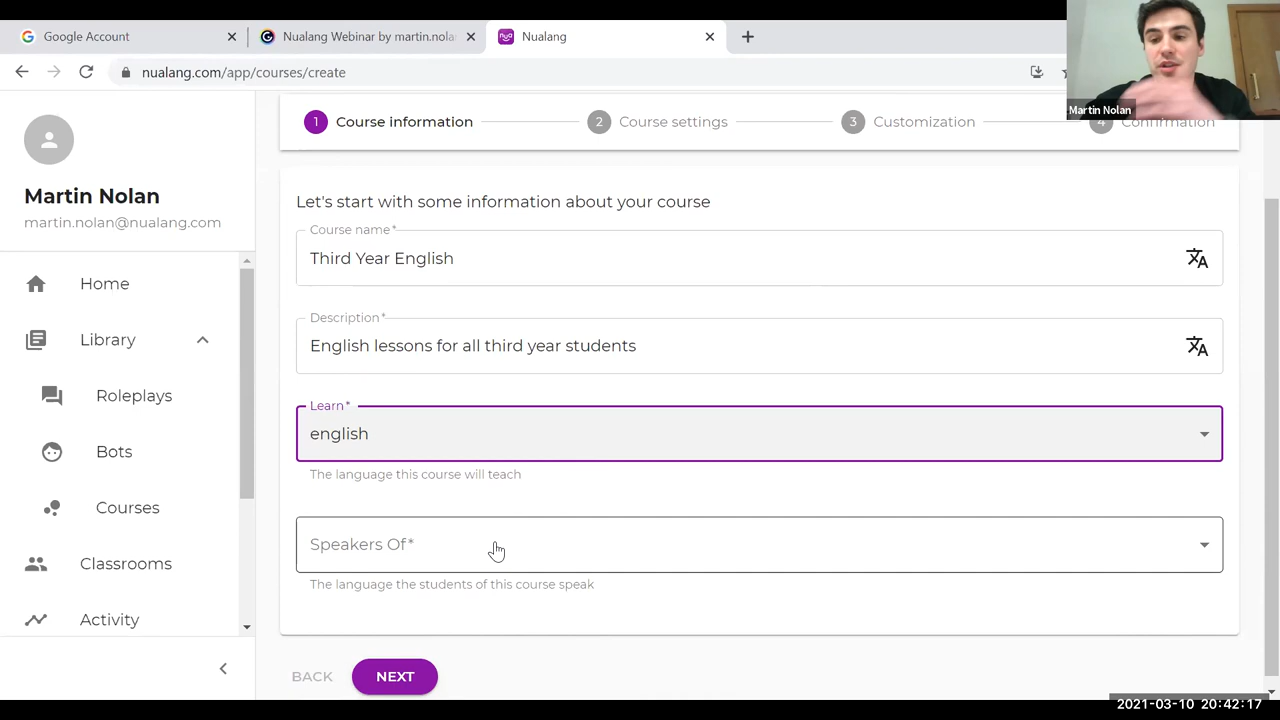 Google Account
Nualang Webinar by martin.nola
Nualang
nualang.com/app/courses/create
Martin Nolan
1 Course information
2 Course settings
3 Customization
4 Confirmation
Martin Nolan
martin.nolan@nualang.com
Home
Library
Roleplays
Bots
Courses
Classrooms
Activity
Let's start with some information about your course
Course name*
Third Year English
Description*
English lessons for all third year students
Learn*
english
The language this course will teach
Speakers Of*
The language the students of this course speak
BACK
NEXT
2021-03-10 20:42:17